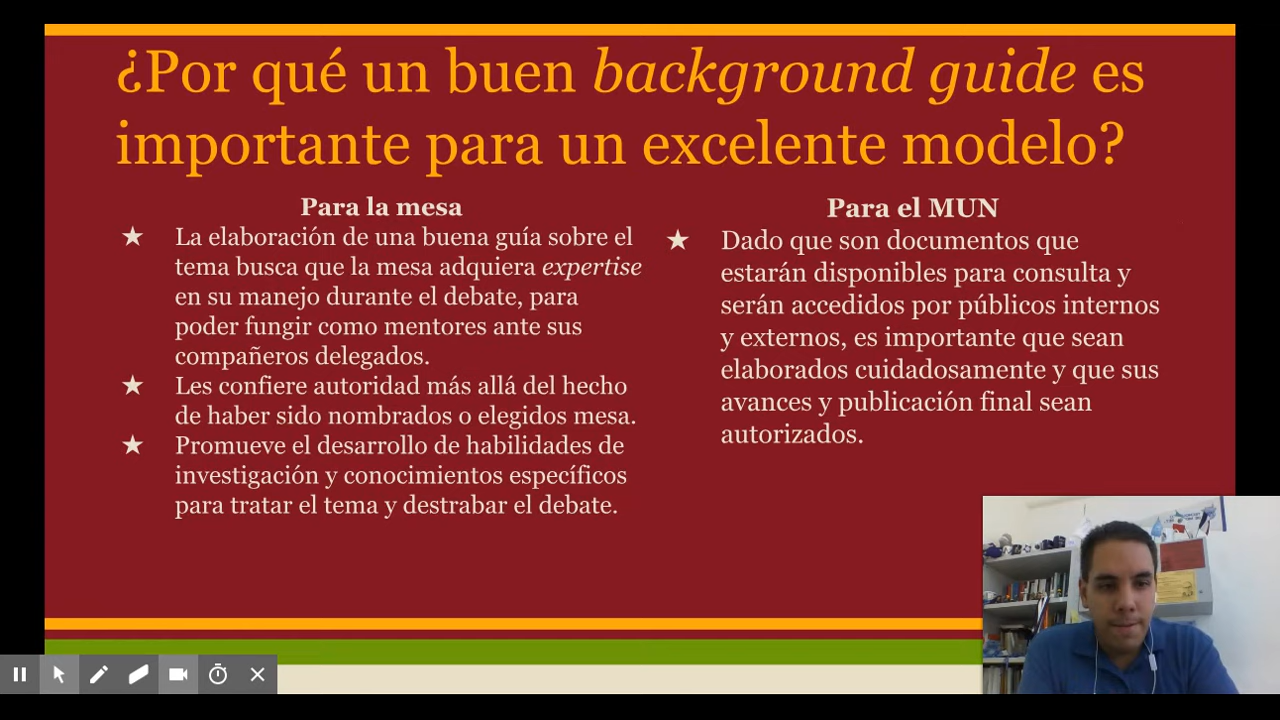 ¿Por qué un buen background guide es
importante para un excelente modelo?
Para la mesa
★ La elaboración de una buena guía sobre el
tema busca que la mesa adquiera expertise
en su manejo durante el debate, para
poder fungir como mentores ante sus
compañeros delegados.
★ Les confiere autoridad más allá del hecho
de haber sido nombrados o elegidos mesa.
★ Promueve el desarrollo de habilidades de
investigación y conocimientos específicos
para tratar el tema y destrabar el debate.
Para el MUN
★ Dado que son documentos que
estarán disponibles para consulta y
serán accedidos por públicos internos
y externos, es importante que sean
elaborados cuidadosamente y que sus
avances y publicación final sean
autorizados.